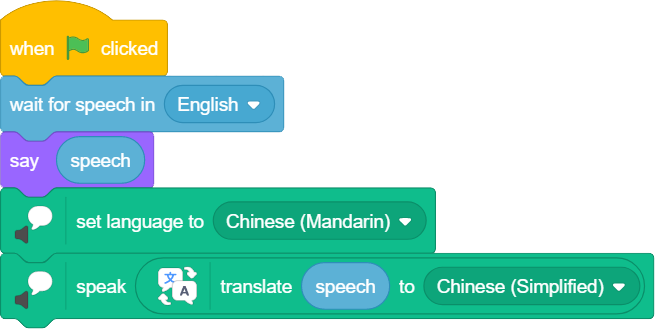 when clicked
wait for speech in English
say speech
set language to Chinese (Mandarin)
speak 文 A translate speech to Chinese (Simplified)